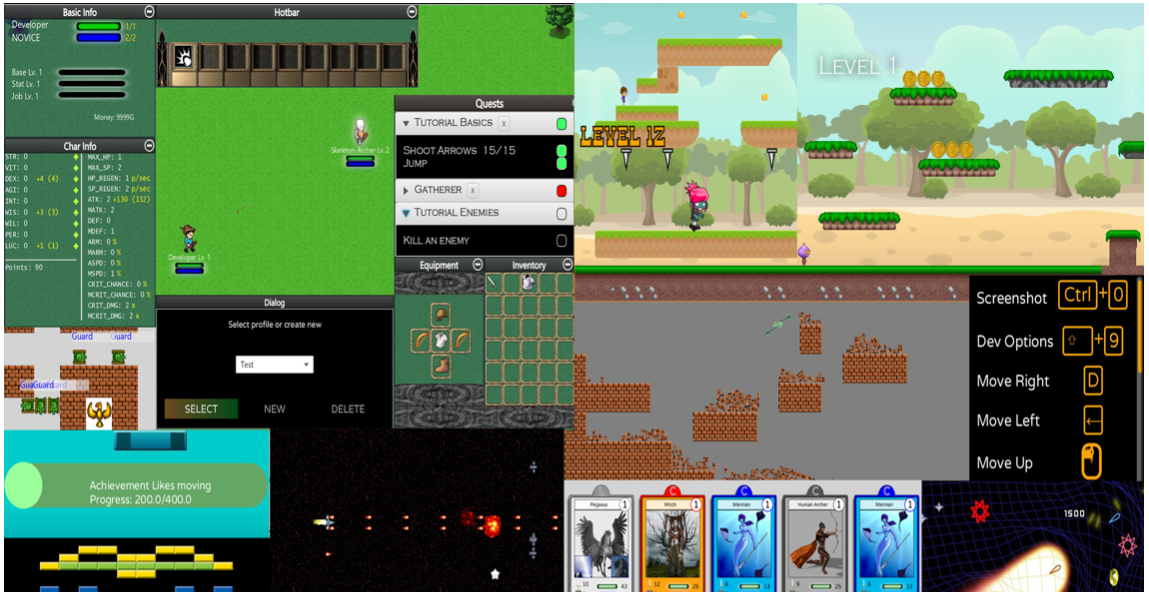 Basic Info
Developer
1/1
NOVICE
2/2
Base Lv. 1
Stat Lv. 1
Job Lv. 1
Money: 9999G
Hotbar
Char Info
STR: 0
VIT: 0
DEX: 0 +4 (4)
AGI: 0
INT: 0
WIS: 0 +3 (3)
WIL: 0
PER: 0
LUC: 0 +1 (1)
Points: 90
MAX_HP: 1
MAX_SP: 2
HP_REGEN: 1 p/sec
SP_REGEN: 2 p/sec
ATK: 2 +130 (132)
MATK: 2
DEF: 0
MDEF: 1
ARM: 0 %
MARM: 0 %
ASPD: 0 %
MSPD: 1 %
CRIT_CHANCE: 0 %
MCRIT_CHANCE: 0 %
CRIT_DMG: 2 x
MCRIT_DMG: 2 x
Skeleton Archer Lv. 2
Developer Lv. 1
Quests
TUTORIAL BASICS x
SHOOT ARROWS 15/15
JUMP
GATHERER x
TUTORIAL ENEMIES
KILL AN ENEMY
Equipment
Inventory
Dialog
Select profile or create new
Test
SELECT NEW DELETE
LEVEL 12
LEVEL 1
Guard
Guard
Screenshot Ctrl + O
Dev Options + 9
Move Right D
Move Left
Move Up
Achievement Likes moving
Progress: 200.0/400.0
Pegasus 1
C
Witch 1
C
Merman 1
C
Human Archer 1
C
Merman 1
1500